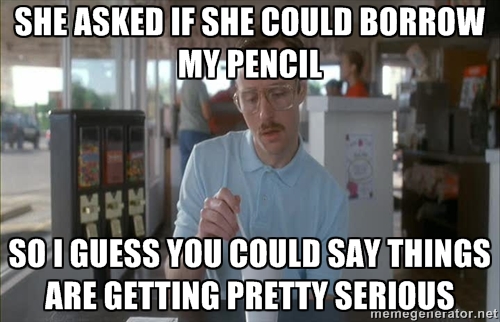 SHE ASKED IF SHE COULD BORROW
MY PENCIL
SO I GUESS YOU COULD SAY THINGS
ARE GETTING PRETTY SERIOUS
memegenerator.net